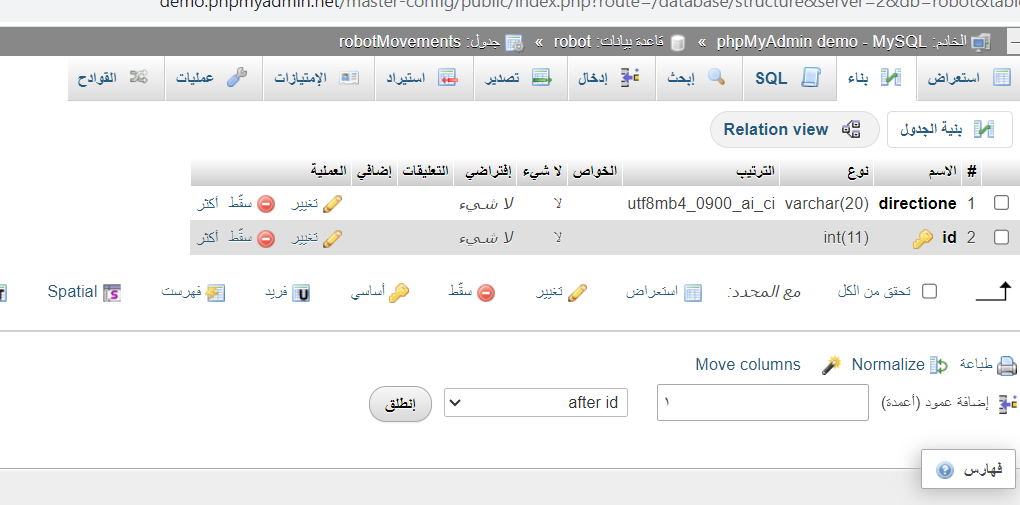 demo.phpmyadmin.net/master-config/public/index.php?route=/database/structure&server=2&db=robot&table
الخادم: phpMyAdmin demo - MySQL » قاعدة بيانات: robot » جدول: robotMovements
استعراض بناء SQL إبحث إدخال تصدير استيراد الإمتيازات عمليات القوادح
بنية الجدول Relation view
# الاسم نوع الترتيب الخواص لا شيء إفتراضي التعليقات إضافي العملية
1 directione varchar(20) utf8mb4_0900_ai_ci لا لا شيء تغيير سقّط أكثر
2 id int(11) لا لا شيء تغيير سقّط أكثر
تحقق من الكل مع المحدد: استعراض تغيير سقّط أساسي فريد فهرست Spatial
طباعة Normalize Move columns
إضافة عمود (أعمدة) ١ after id إنطلق
فهارس